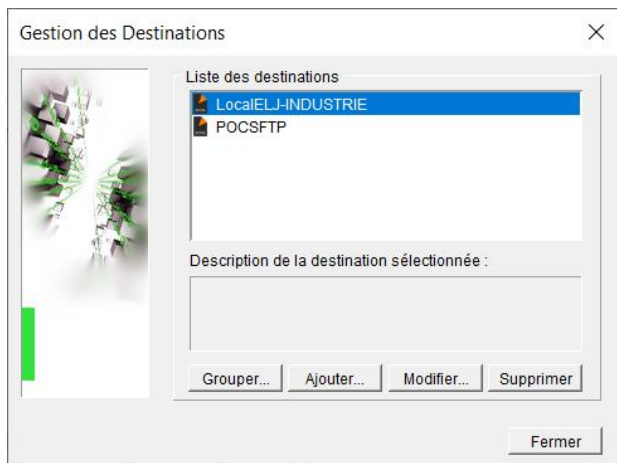 Gestion des Destinations
Liste des destinations
LocalELJ-INDUSTRIE
POCSFTP
Description de la destination sélectionnée :
Grouper... Ajouter... Modifier... Supprimer
Fermer